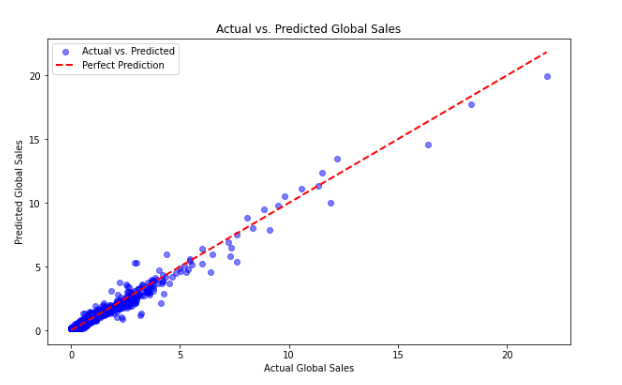 Actual vs. Predicted Global Sales
Actual vs. Predicted
Perfect Prediction
Predicted Global Sales
20
15
10
5
0
0 5 10 15 20
Actual Global Sales